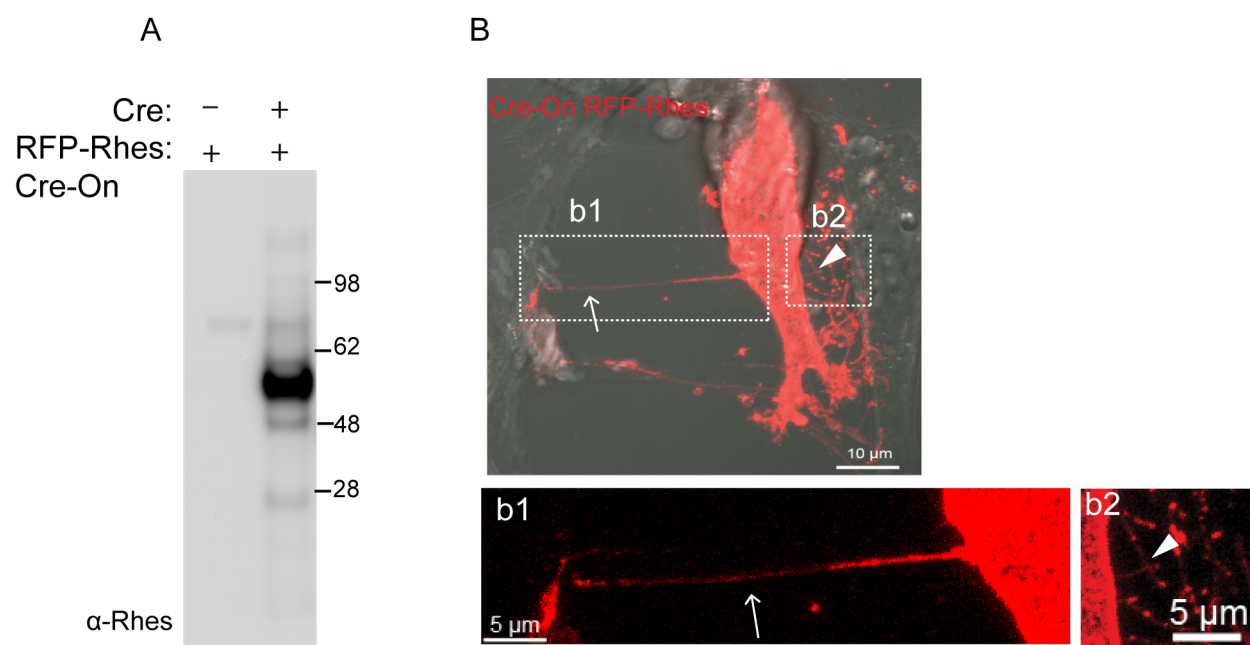 A
B
Cre: – +
RFP-Rhes: + +
Cre-On
98
62
48
28
α-Rhes
Cre-On RFP-Rhes
b1
b2
10 µm
b1
5 µm
b2
5 µm